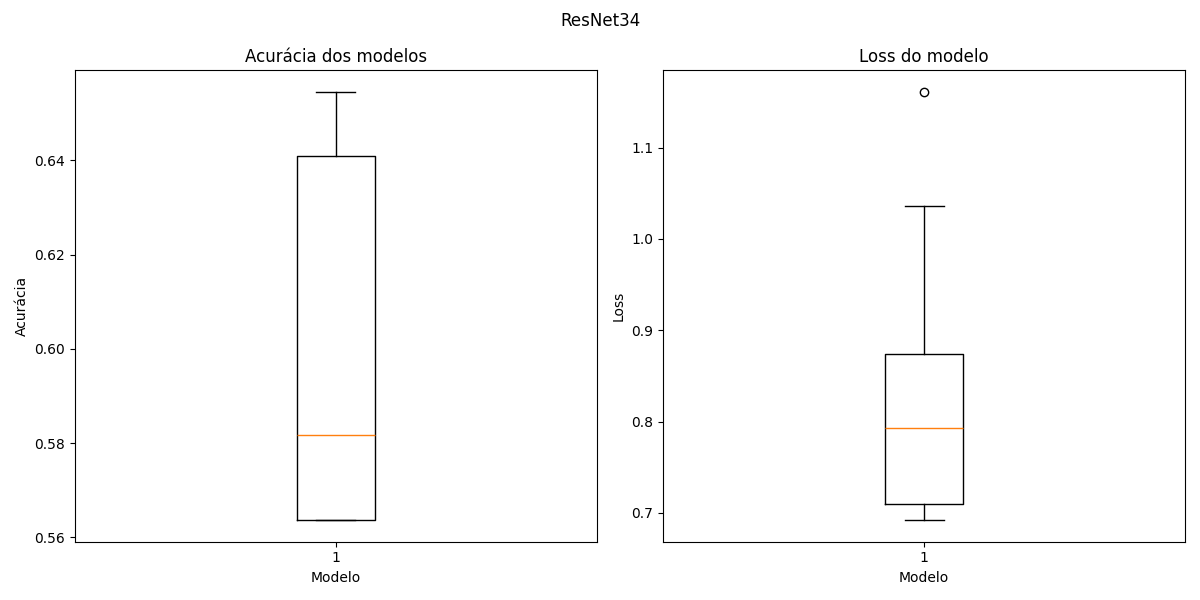 ResNet34
Acurácia dos modelos
Acurácia
0.64
0.62
0.60
0.58
0.56
1
Modelo
Loss do modelo
Loss
1.1
1.0
0.9
0.8
0.7
1
Modelo